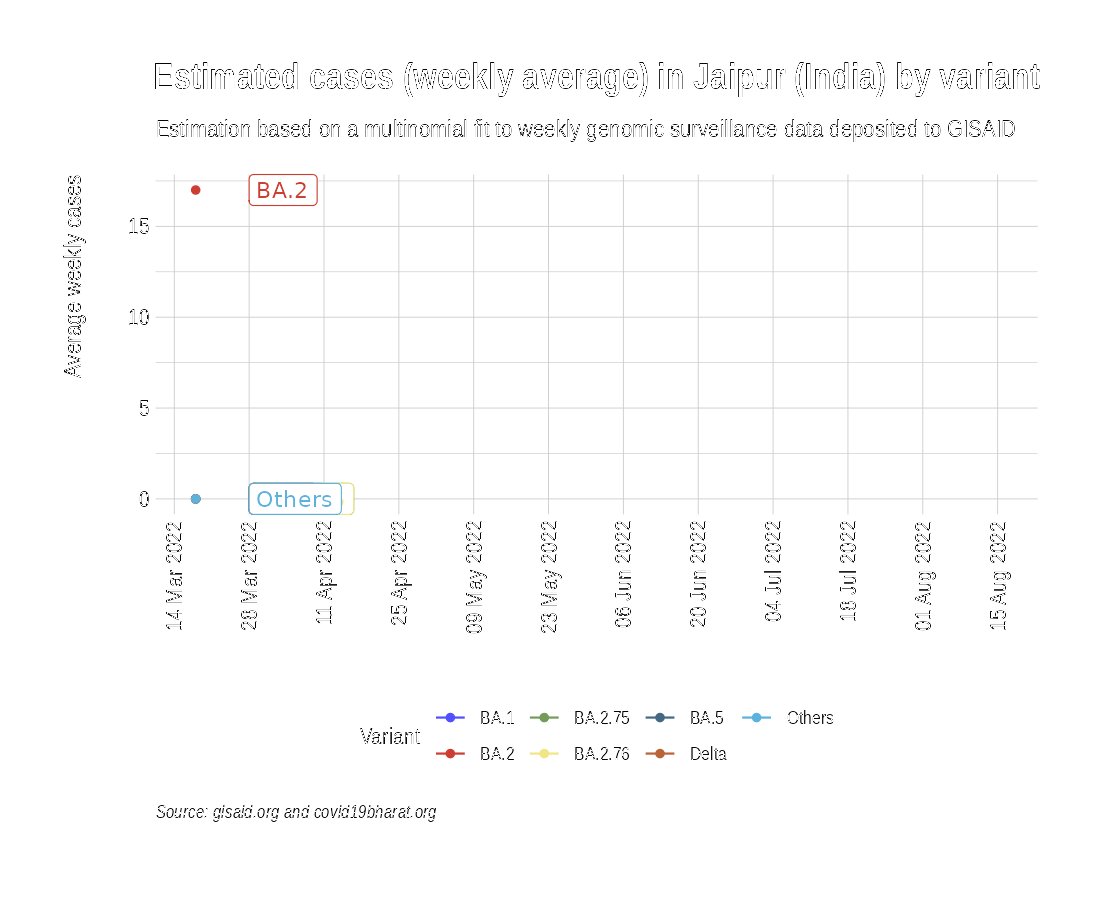 Estimated cases (weekly average) in Jaipur (India) by variant
Estimation based on a multinomial fit to weekly genomic surveillance data deposited to GISAID
Average weekly cases
BA.2
15
10
5
0
Others
14 Mar 2022
28 Mar 2022
11 Apr 2022
25 Apr 2022
09 May 2022
23 May 2022
06 Jun 2022
20 Jun 2022
04 Jul 2022
18 Jul 2022
01 Aug 2022
15 Aug 2022
Variant
BA.1
BA.2.75
BA.5
Others
BA.2
BA.2.76
Delta
Source: gisaid.org and covid19bharat.org